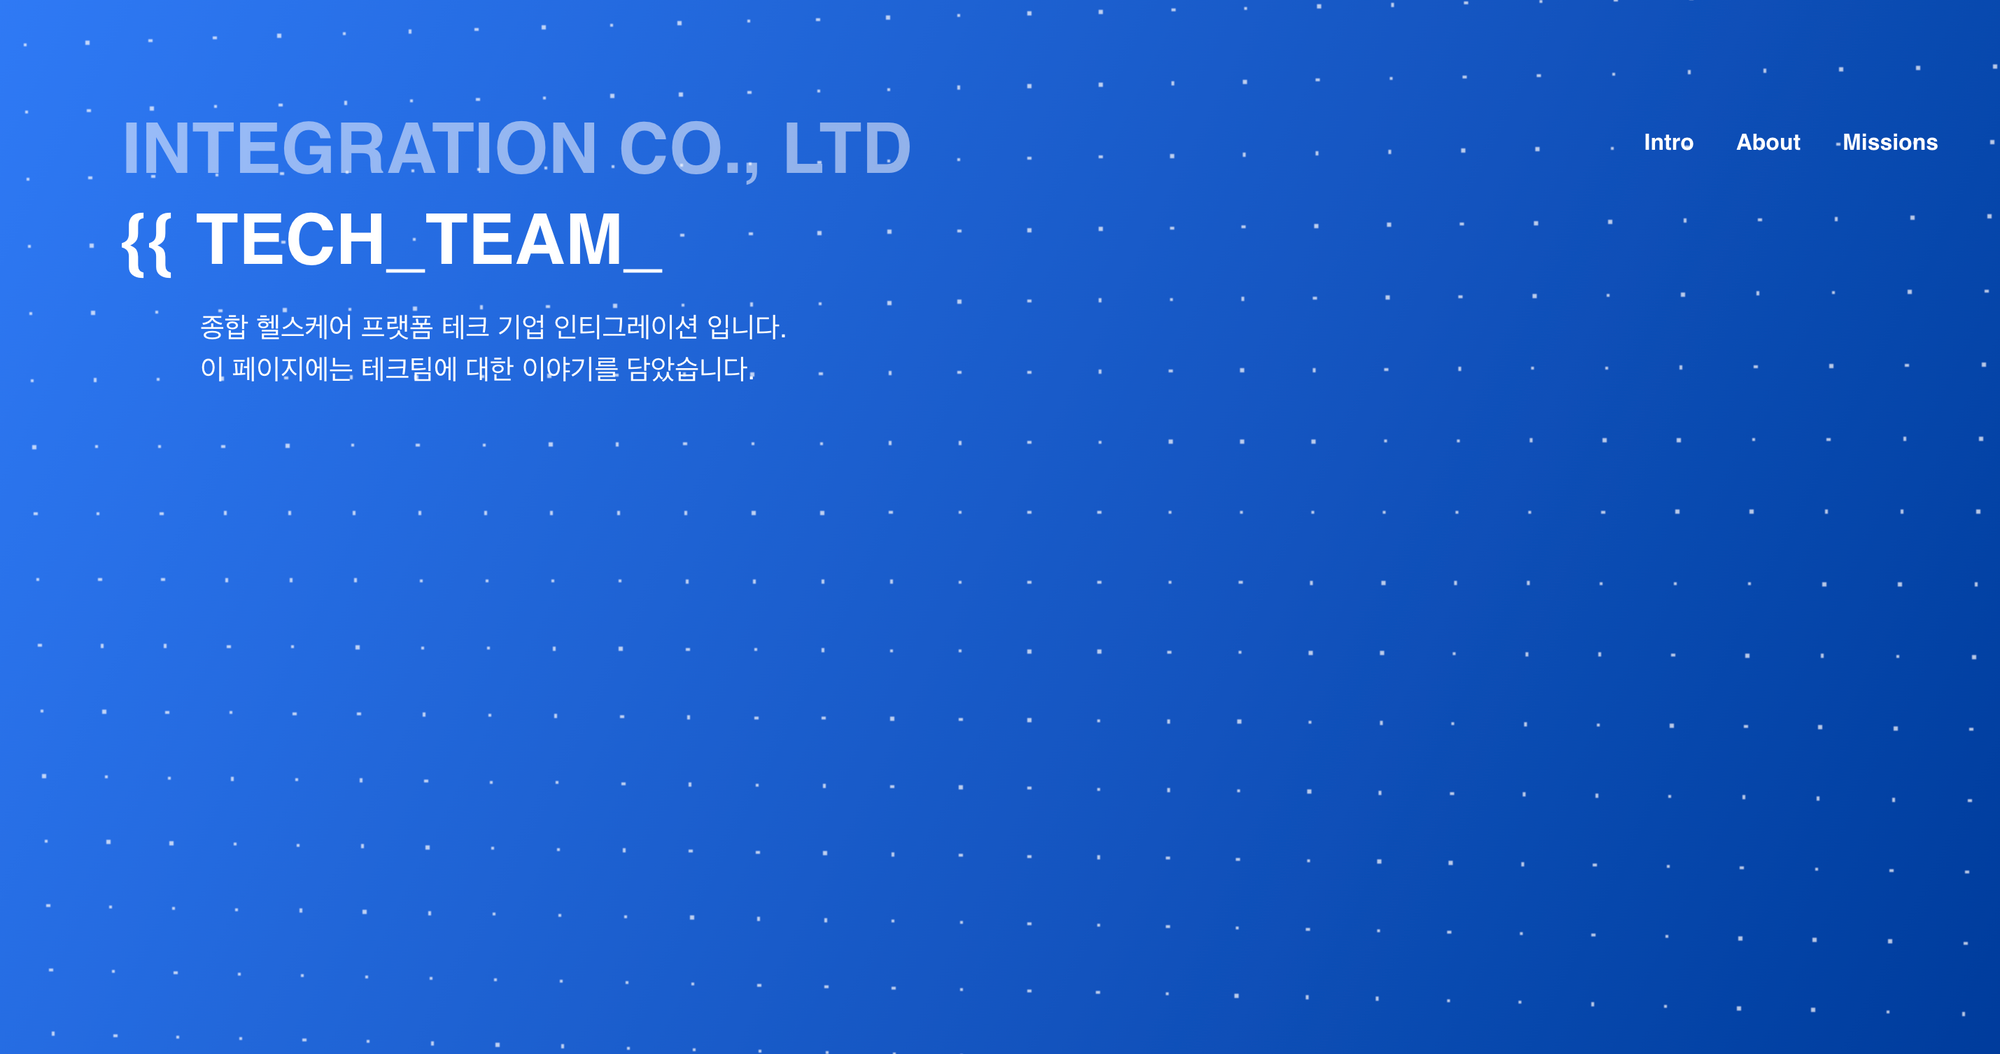 INTEGRATION CO., LTD
Intro About Missions
{{ TECH_TEAM_
종합 헬스케어 프랫폼 테크 기업 인티그레이션 입니다.
이 페이지에는 테크팀에 대한 이야기를 담았습니다.